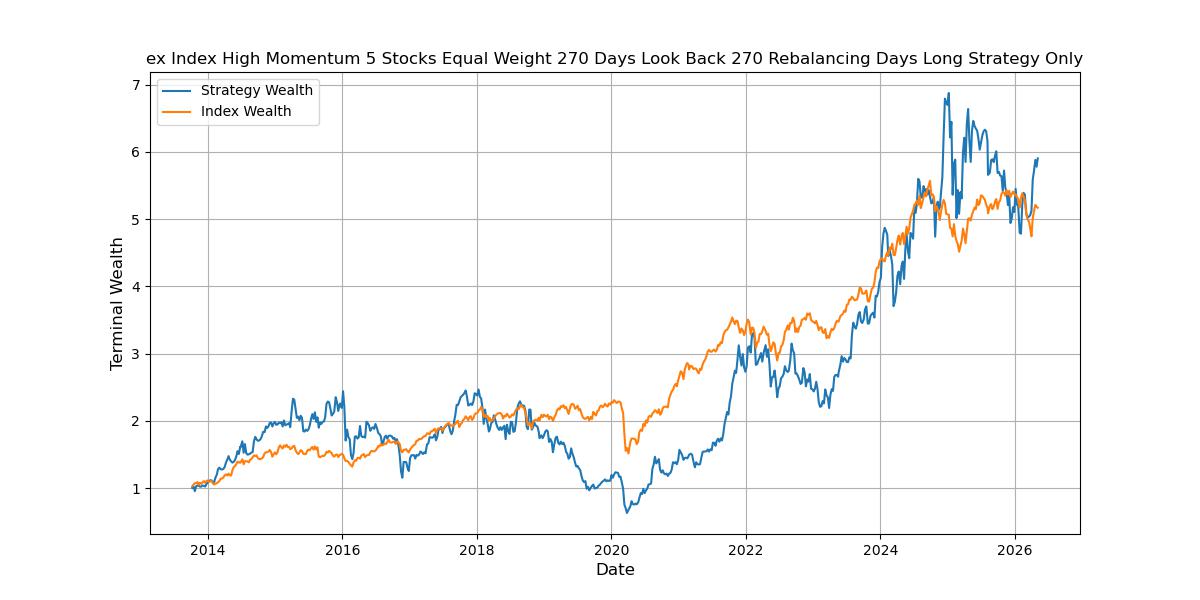 ex Index High Momentum 5 Stocks Equal Weight 270 Days Look Back 270 Rebalancing Days Long Strategy Only
Strategy Wealth
Index Wealth
7
6
5
4
3
2
1
Terminal Wealth
2014 2016 2018 2020 2022 2024 2026
Date